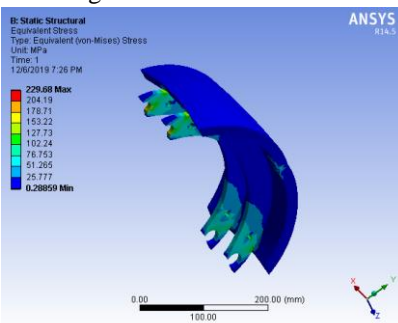 B: Static Structural
Equivalent Stress
Type: Equivalent (von-Mises) Stress
Unit: MPa
Time: 1
12/6/2019 7:26 PM
229.68 Max
204.19
178.71
153.22
127.73
102.24
76.753
51.265
25.777
0.28859 Min
ANSYS
R14.5
0.00
200.00 (mm)
100.00
X
Y
Z